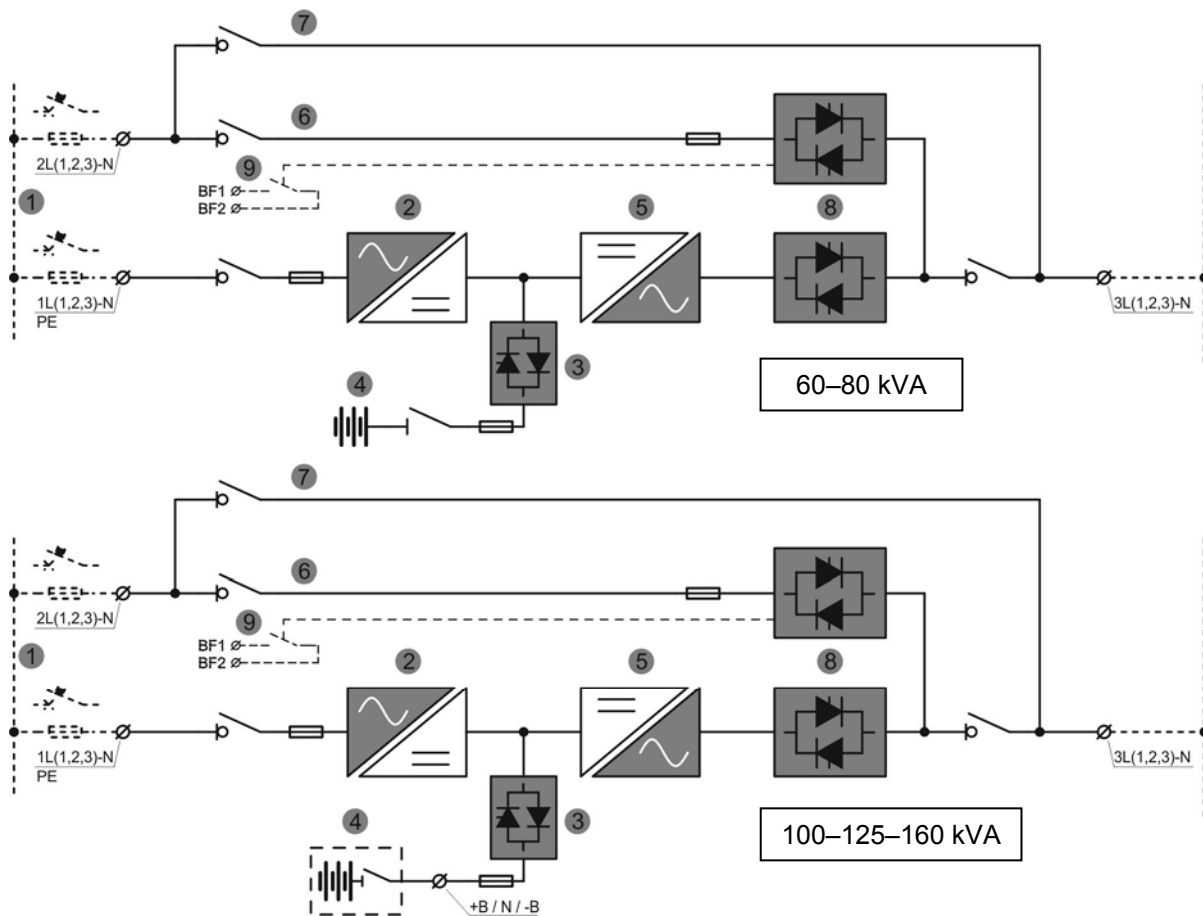 7
6
2L(1,2,3)-N
9
BF1
BF2
1
2
5
8
1L(1,2,3)-N
PE
3L(1,2,3)-N
3
4
60–80 kVA
7
6
2L(1,2,3)-N
9
BF1
BF2
1
2
5
8
1L(1,2,3)-N
PE
3L(1,2,3)-N
3
4
100–125–160 kVA
+B / N / -B